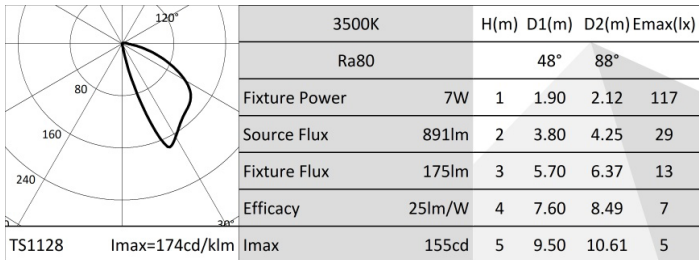 120°
80
160
240
30°
TS1128 Imax=174cd/klm
3500K H(m) D1(m) D2(m) Emax(lx)
Ra80 48° 88°
Fixture Power 7W 1 1.90 2.12 117
Source Flux 891lm 2 3.80 4.25 29
Fixture Flux 175lm 3 5.70 6.37 13
Efficacy 25lm/W 4 7.60 8.49 7
Imax 155cd 5 9.50 10.61 5